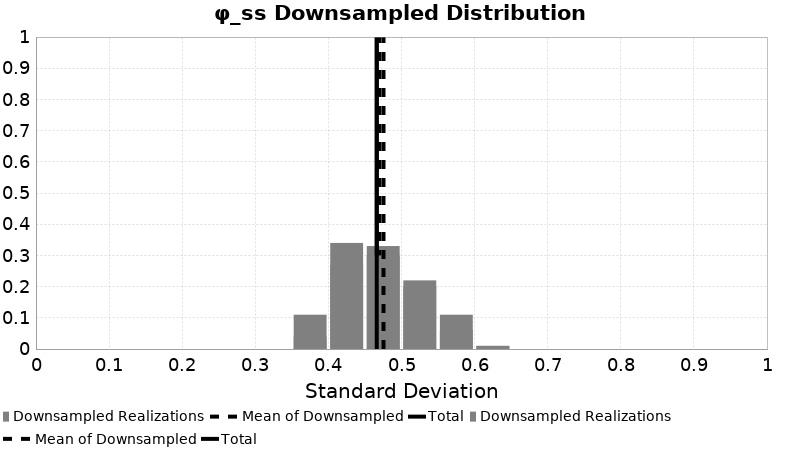 φ_ss Downsampled Distribution
1
0.9
0.8
0.7
0.6
0.5
0.4
0.3
0.2
0.1
0
0 0.1 0.2 0.3 0.4 0.5 0.6 0.7 0.8 0.9 1
Standard Deviation
Downsampled Realizations Mean of Downsampled Total Downsampled Realizations
Mean of Downsampled Total